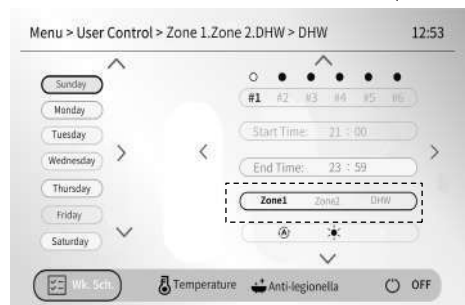 Menu > User Control > Zone 1.Zone 2.DHW > DHW 12:53
Sunday
Monday
Tuesday
Wednesday
Thursday
Friday
Saturday
#1 #2 #3 #4 #5 #6
Start Time: 21 : 00
End Time: 23 : 59
Zone1 Zone2 DHW
A
Wk. Sch. Temperature Anti-legionella OFF